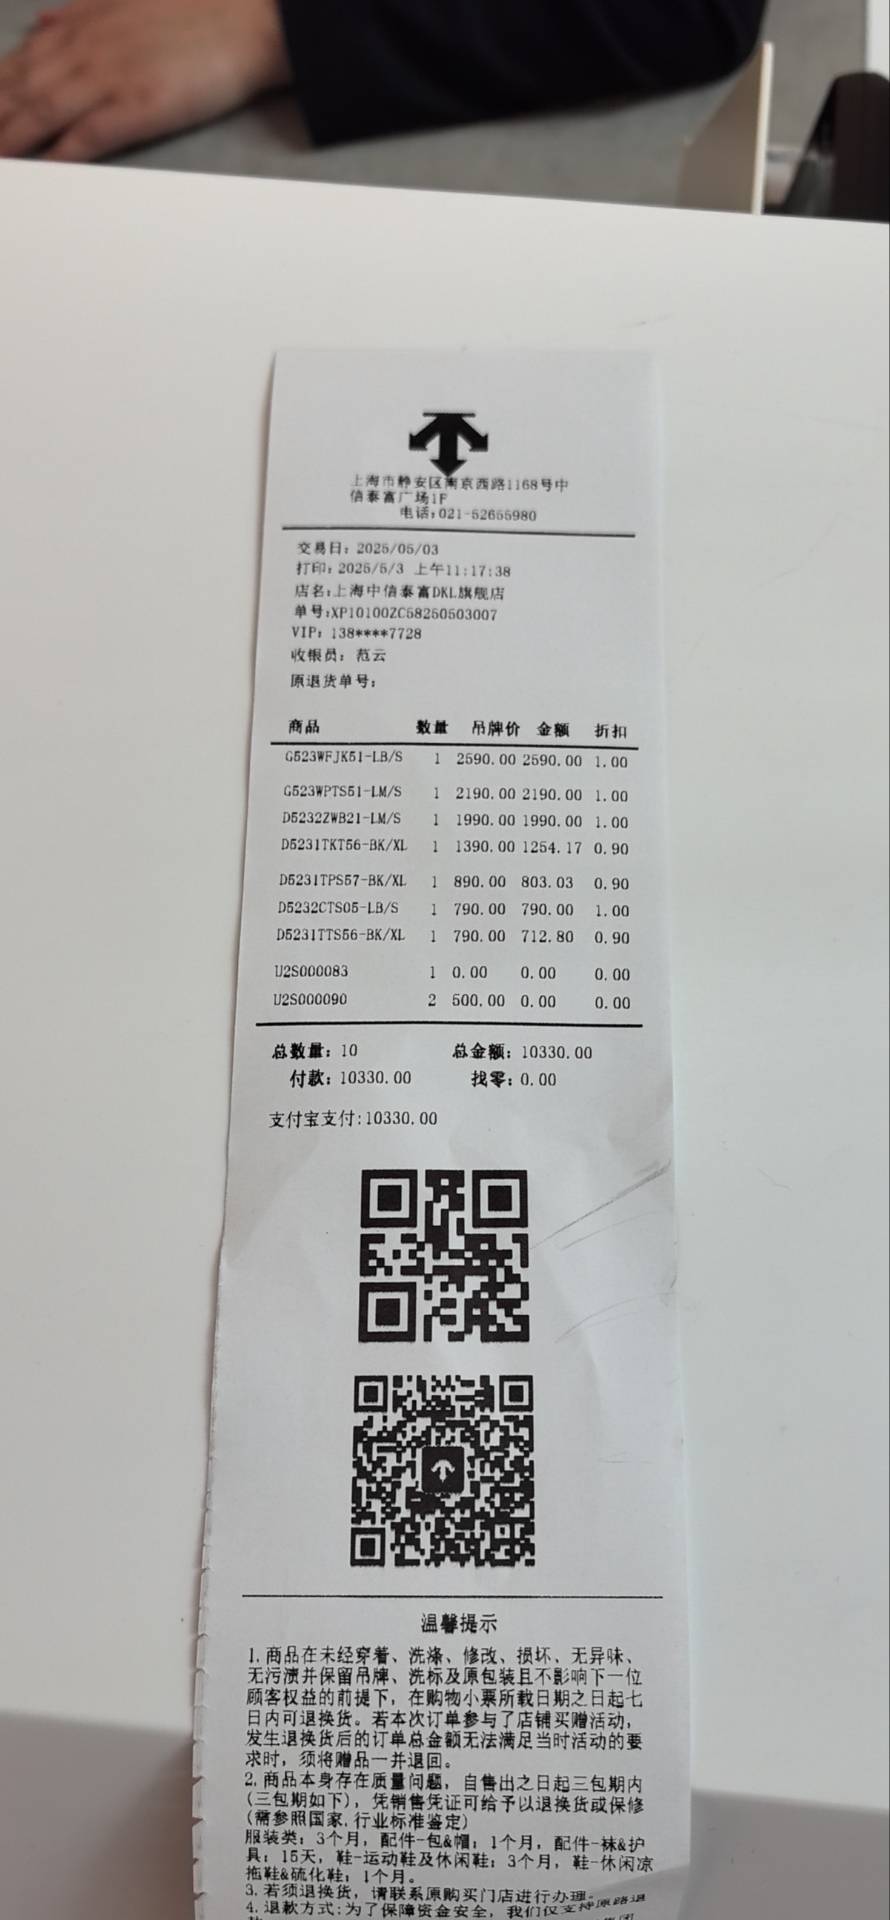 上海市静安区南京西路1168号中
信泰富广场1F
电话:021-52655980
交易日: 2025/05/03
打印: 2025/5/3 上午11:17:38
店名:上海中信泰富DKL旗舰店
单号:XP10100ZC58250503007
VIP: 138****7728
收银员: 范云
原退货单号:
商品 数量 吊牌价 金额 折扣
G523WFJK51-LB/S 1 2590.00 2590.00 1.00
G523WPTS51-LM/S 1 2190.00 2190.00 1.00
D5232ZWB21-LM/S 1 1990.00 1990.00 1.00
D5231TKT56-BK/XL 1 1390.00 1254.17 0.90
D5231TPS57-BK/XL 1 890.00 803.03 0.90
D5232CTS05-LB/S 1 790.00 790.00 1.00
D5231TTS56-BK/XL 1 790.00 712.80 0.90
U2S000083 1 0.00 0.00 0.00
U2S000090 2 500.00 0.00 0.00
总数量: 10 总金额: 10330.00
付款: 10330.00 找零: 0.00
支付宝支付:10330.00
温馨提示
1. 商品在未经穿着、洗涤、修改、损坏、无异味、
无污渍并保留吊牌、洗标及原包装且不影响下一位
顾客权益的前提下, 在购物小票所载日期之日起七
日内可退换货。若本次订单参与了店铺买赠活动,
发生退换货后的订单总金额无法满足当时活动的要
求时, 须将赠品一并退回。
2. 商品本身存在质量问题, 自售出之日起三包期内
(三包期如下), 凭销售凭证可给予以退换货或保修
(需参照国家,行业标准鉴定)
服装类: 3个月, 配件-包&帽: 1个月, 配件-袜&护
具: 15天, 鞋-运动鞋及休闲鞋: 3个月, 鞋-休闲凉
拖鞋&硫化鞋: 1个月。
3. 若须退换货, 请联系原购买门店进行办理。
4. 退款方式:为了保障资金安全, 我们仅支持原路退